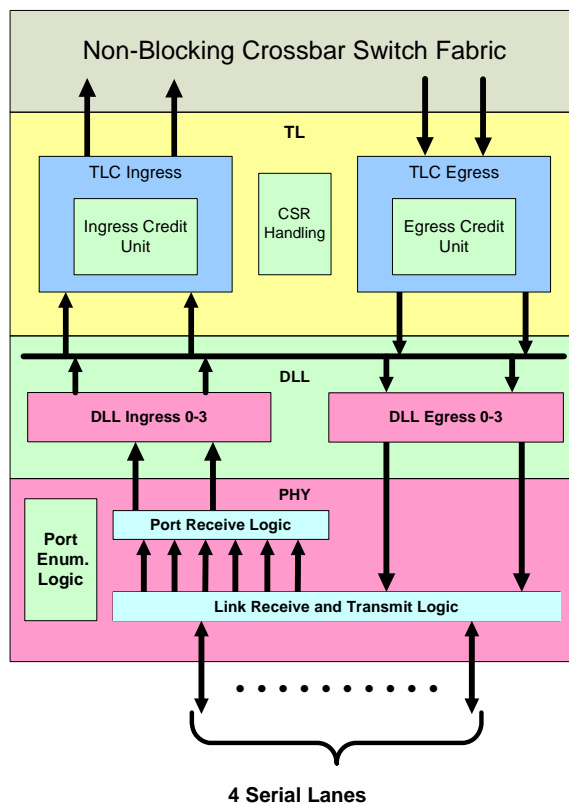 Non-Blocking Crossbar Switch Fabric
TL
TLC Ingress
Ingress Credit
Unit
CSR
Handling
TLC Egress
Egress Credit
Unit
DLL
DLL Ingress 0-3
DLL Egress 0-3
PHY
Port
Enum.
Logic
Port Receive Logic
Link Receive and Transmit Logic
4 Serial Lanes